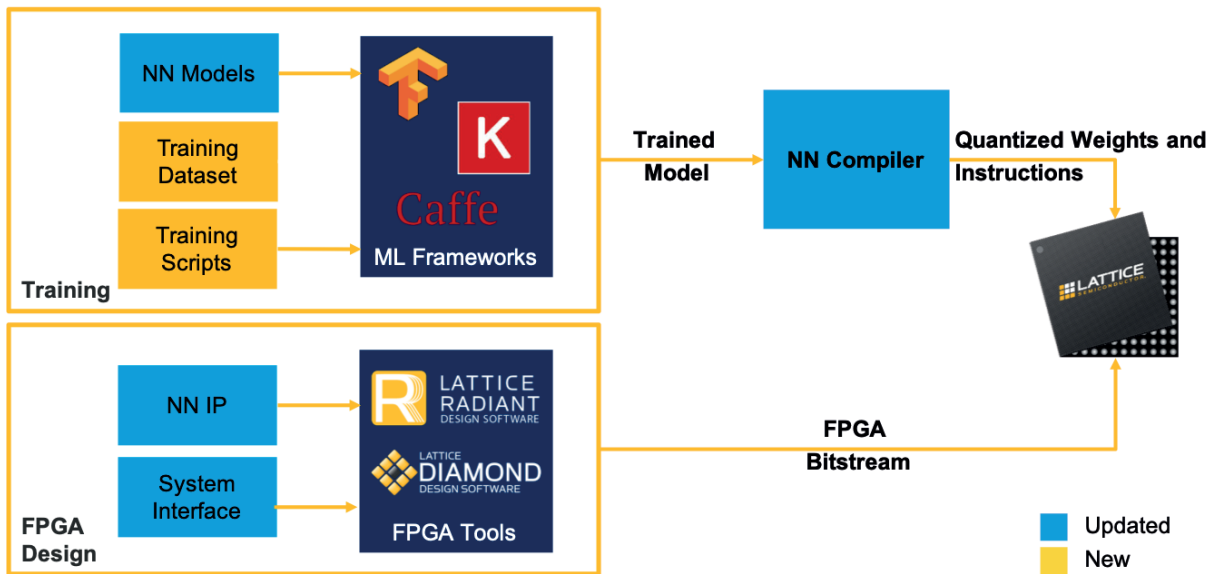 NN Models
Training
Dataset
Training
Scripts
Training
K
Caffe
ML Frameworks
Trained
Model
NN Compiler
Quantized Weights and
Instructions
LATTICE
SEMICONDUCTOR
NN IP
System
Interface
FPGA
Design
R
LATTICE
RADIANT
DESIGN SOFTWARE
LATTICE
DIAMOND
DESIGN SOFTWARE
FPGA Tools
FPGA
Bitstream
Updated
New